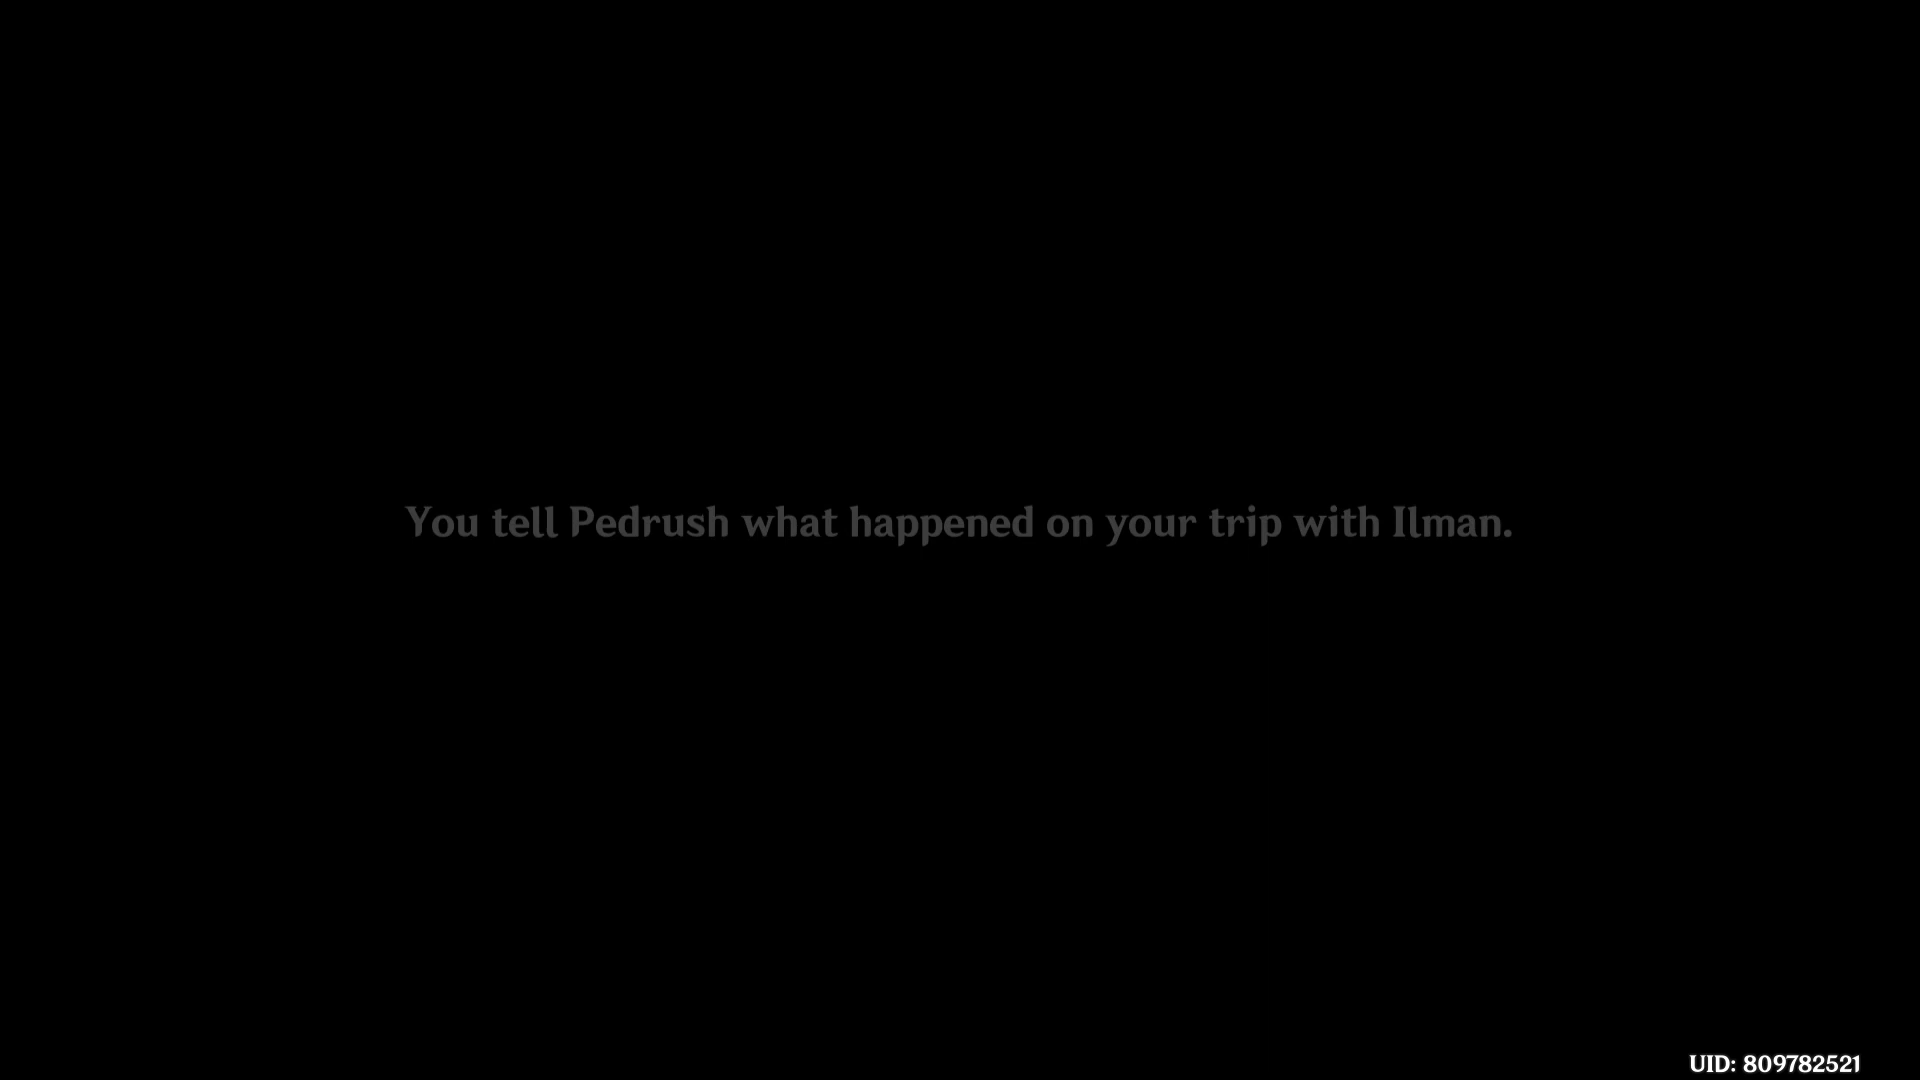 You tell Pedrush what happened on your trip with Ilman.
UID: 809782521